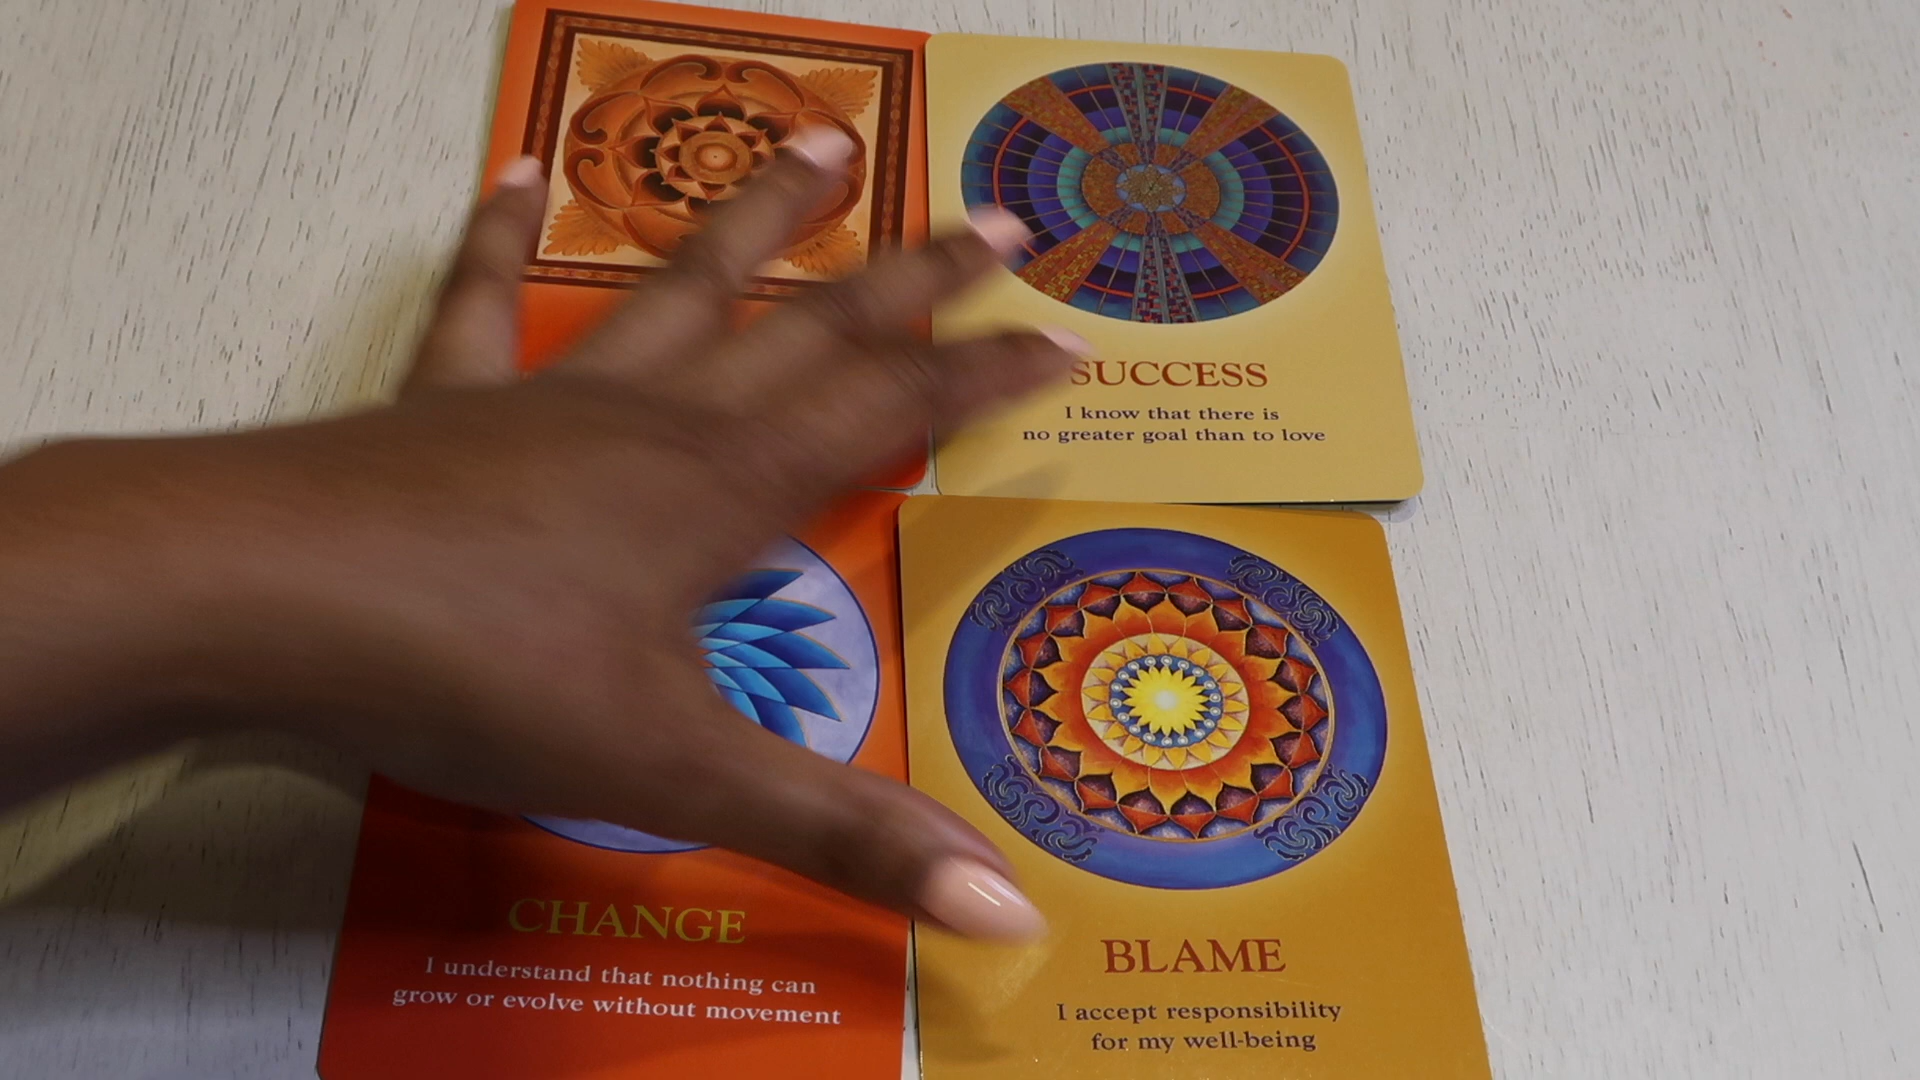 SUCCESS
I know that there is
no greater goal than to love
CHANGE
I understand that nothing can
grow or evolve without movement
BLAME
I accept responsibility
for my well-being